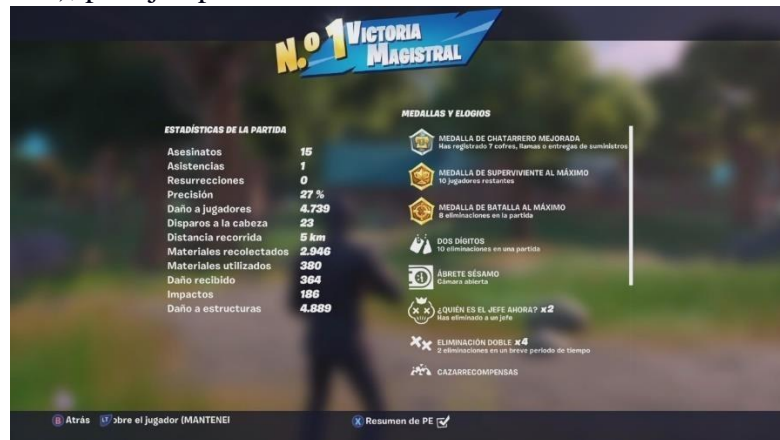 N.º 1 VICTORIA
MAGISTRAL
ESTADÍSTICAS DE LA PARTIDA
Asesinatos 15
Asistencias 1
Resurrecciones 0
Precisión 27 %
Daño a jugadores 4.739
Disparos a la cabeza 23
Distancia recorrida 5 km
Materiales recolectados 2.946
Materiales utilizados 380
Daño recibido 364
Impactos 186
Daño a estructuras 4.889
MEDALLAS Y ELOGIOS
MEDALLA DE CHATARRERO MEJORADA
Has registrado 7 cofres, llamas o entregas de suministros
MEDALLA DE SUPERVIVIENTE AL MÁXIMO
10 jugadores restantes
MEDALLA DE BATALLA AL MÁXIMO
8 eliminaciones en la partida
DOS DÍGITOS
10 eliminaciones en una partida
ÁBRETE SÉSAMO
Cámara abierta
¿QUIÉN ES EL JEFE AHORA? X2
Has eliminado a un jefe
ELIMINACIÓN DOBLE X4
2 eliminaciones en un breve periodo de tiempo
CAZARRECOMPENSAS
B Atrás LT obre el jugador (MANTENEI X Resumen de PE